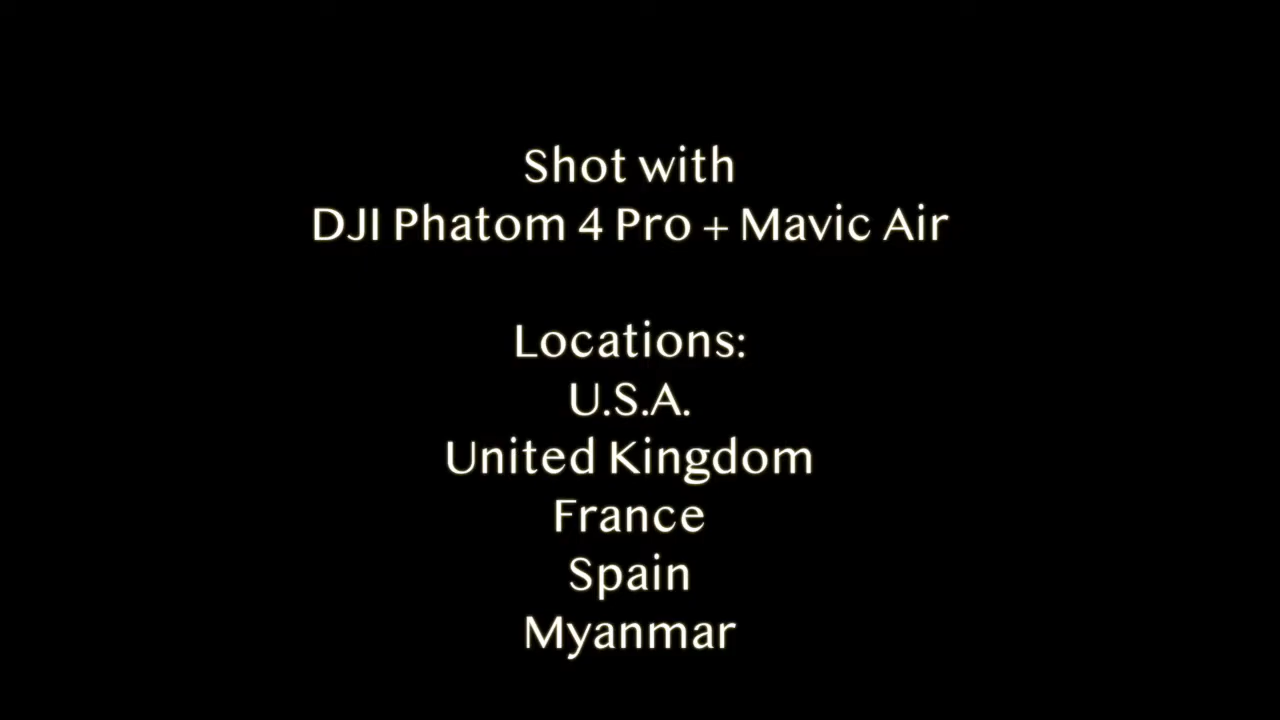 Shot with
DJI Phatom 4 Pro + Mavic Air
Locations:
U.S.A.
United Kingdom
France
Spain
Myanmar